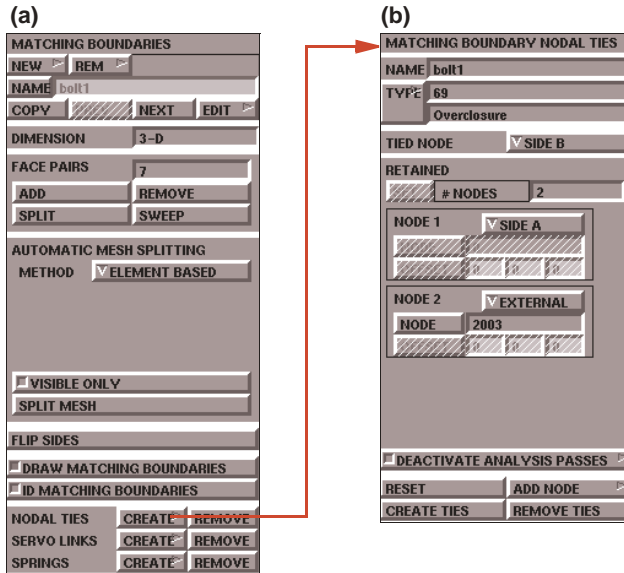 (a)
MATCHING BOUNDARIES
NEW REM
NAME bolt1
COPY NEXT EDIT
DIMENSION 3-D
FACE PAIRS 7
ADD REMOVE
SPLIT SWEEP
AUTOMATIC MESH SPLITTING
METHOD ELEMENT BASED
VISIBLE ONLY
SPLIT MESH
FLIP SIDES
DRAW MATCHING BOUNDARIES
ID MATCHING BOUNDARIES
NODAL TIES CREATE REMOVE
SERVO LINKS CREATE REMOVE
SPRINGS CREATE REMOVE
(b)
MATCHING BOUNDARY NODAL TIES
NAME bolt1
TYPE 69
Overclosure
TIED NODE SIDE B
RETAINED
# NODES 2
NODE 1 SIDE A
NODE 2 EXTERNAL
NODE 2003
DEACTIVATE ANALYSIS PASSES
RESET ADD NODE
CREATE TIES REMOVE TIES